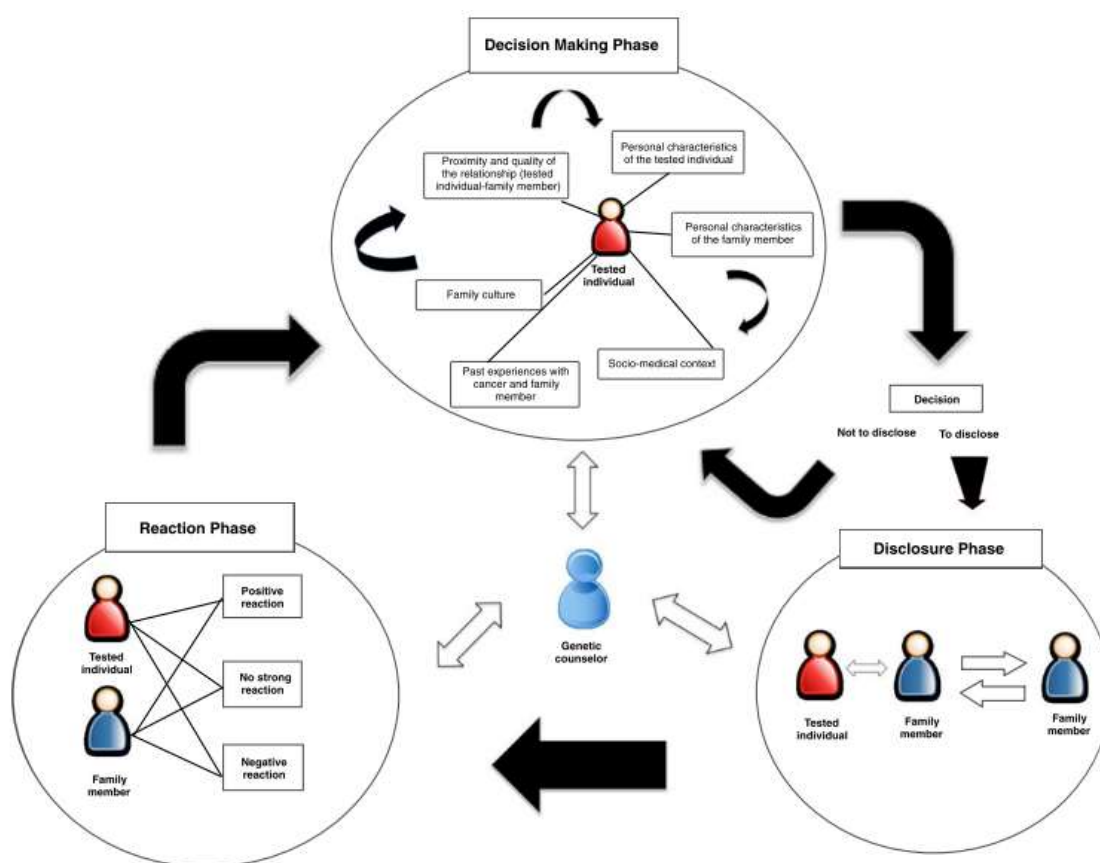 Decision Making Phase
Personal characteristics
of the tested individual
Proximity and quality of
the relationship (tested
individual-family member)
Personal characteristics
of the family member
Tested
individual
Family culture
Past experiences with
cancer and family
member
Socio-medical context
Decision
Not to disclose
To disclose
Reaction Phase
Positive
reaction
Tested
individual
No strong
reaction
Negative
reaction
Family
member
Genetic
counselor
Disclosure Phase
Tested
individual
Family
member
Family
member